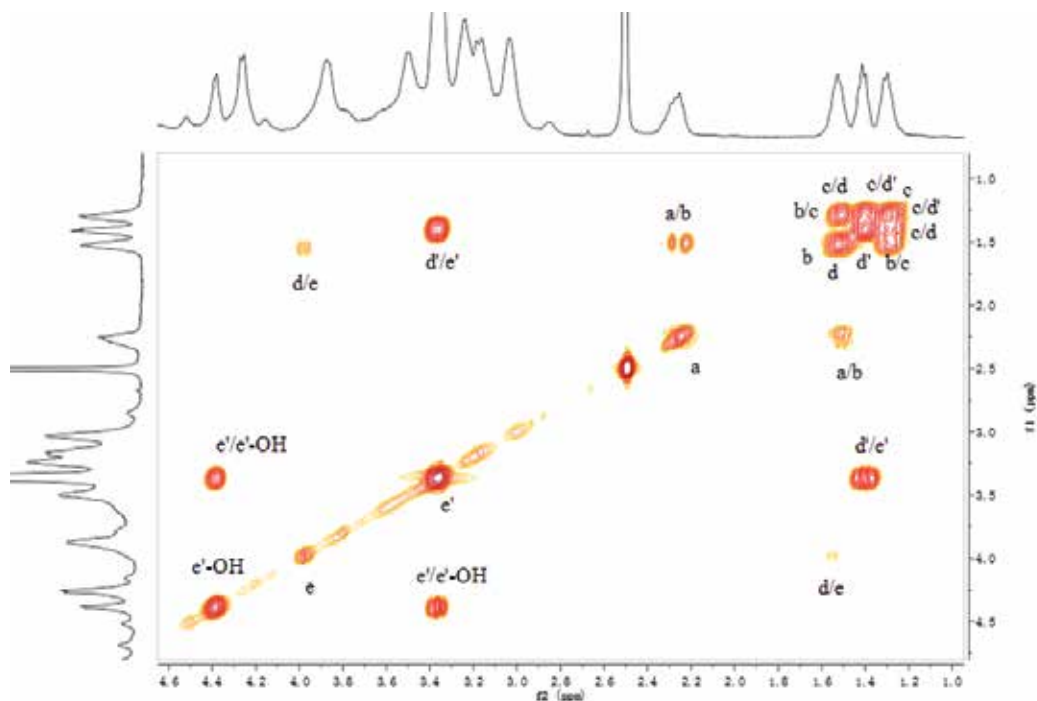 c/d c/d' c
b/c a/b c/d'
c/d
d/e d'/e' b d d' b/c
1.0
1.5
2.0
a a/b
2.5
e'/e'-OH d'/e'
3.0
e'
3.5
e'-OH e e'/e'-OH d/e
4.0
4.5
f1 (ppm)
4.6 4.4 4.2 4.0 3.8 3.6 3.4 3.2 3.0 2.8 2.6 2.4 2.2 2.0 1.8 1.6 1.4 1.2 1.0
f2 (ppm)